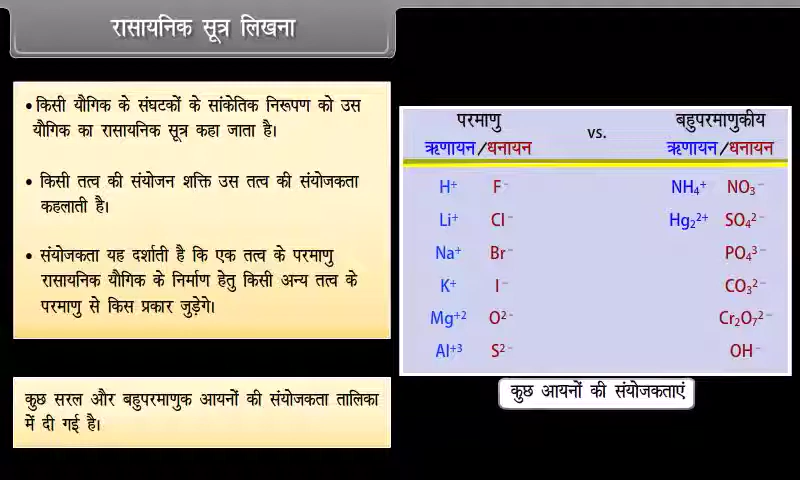 रासायनिक सूत्र लिखना
• किसी यौगिक के संघटकों के सांकेतिक निरूपण को उस
यौगिक का रासायनिक सूत्र कहा जाता है।
• किसी तत्व की संयोजन शक्ति उस तत्व की संयोजकता
कहलाती है।
• संयोजकता यह दर्शाती है कि एक तत्व के परमाणु
रासायनिक यौगिक के निर्माण हेतु किसी अन्य तत्व के
परमाणु से किस प्रकार जुड़ेगे।
कुछ सरल और बहुपरमाणुक आयनों की संयोजकता तालिका
में दी गई है।
परमाणु vs. बहुपरमाणुकीय
ऋणायन/धनायन ऋणायन/धनायन
H⁺ F⁻ NH₄⁺ NO₃⁻
Li⁺ Cl⁻ Hg₂²⁺ SO₄²⁻
Na⁺ Br⁻ PO₄³⁻
K⁺ I⁻ CO₃²⁻
Mg⁺² O²⁻ Cr₂O₇²⁻
Al⁺³ S²⁻ OH⁻
कुछ आयनों की संयोजकताएं